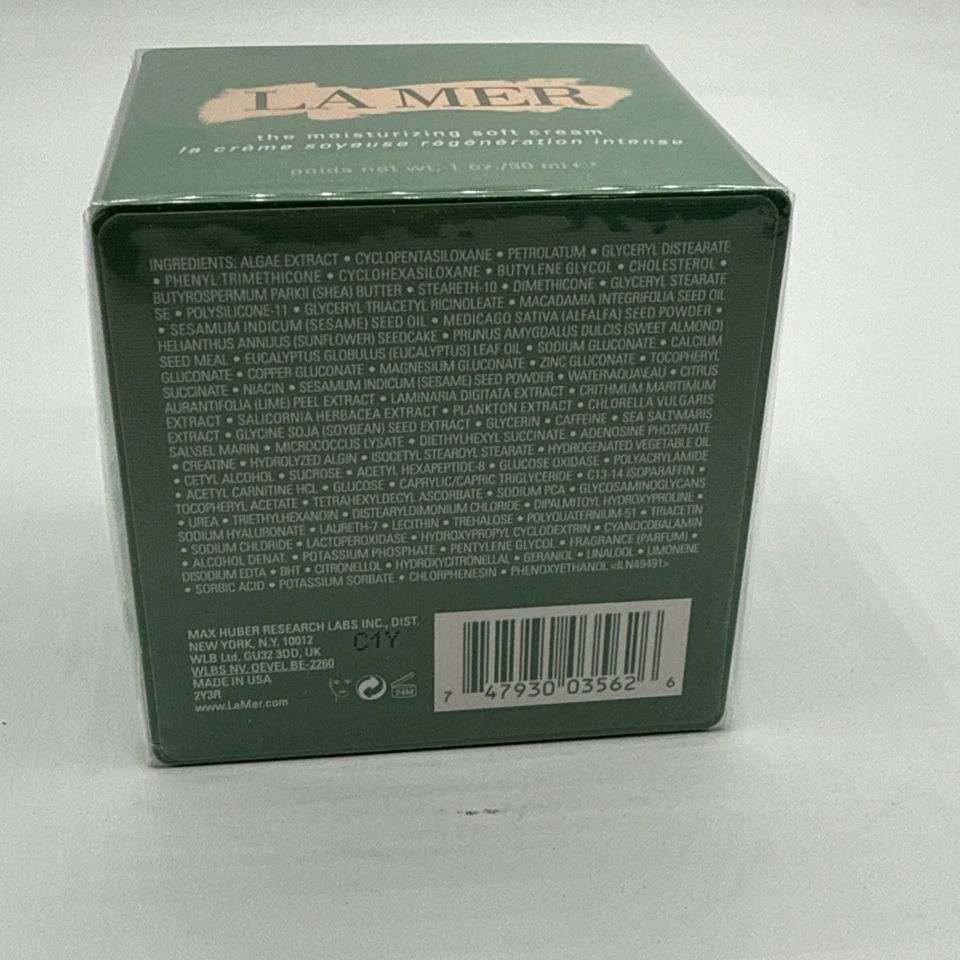 LA MER
the moisturizing soft cream
la crème soyeuse régénération intense
poids net wt. 1 oz./30 ml e
INGREDIENTS: ALGAE EXTRACT • CYCLOPENTASILOXANE • PETROLATUM • GLYCERYL DISTEARATE
• PHENYL TRIMETHICONE • CYCLOHEXASILOXANE • BUTYLENE GLYCOL • CHOLESTEROL •
BUTYROSPERMUM PARKII (SHEA) BUTTER • STEARETH-10 • DIMETHICONE • GLYCERYL STEARATE
SE • POLYSILICONE-11 • GLYCERYL TRIACETYL RICINOLEATE • MACADAMIA INTEGRIFOLIA SEED OIL
• SESAMUM INDICUM (SESAME) SEED OIL • MEDICAGO SATIVA (ALFALFA) SEED POWDER •
HELIANTHUS ANNUUS (SUNFLOWER) SEEDCAKE • PRUNUS AMYGDALUS DULCIS (SWEET ALMOND)
SEED MEAL • EUCALYPTUS GLOBULUS (EUCALYPTUS) LEAF OIL • SODIUM GLUCONATE • CALCIUM
GLUCONATE • COPPER GLUCONATE • MAGNESIUM GLUCONATE • ZINC GLUCONATE • TOCOPHERYL
SUCCINATE • NIACIN • SESAMUM INDICUM (SESAME) SEED POWDER • WATER\AQUA\EAU • CITRUS
AURANTIFOLIA (LIME) PEEL EXTRACT • LAMINARIA DIGITATA EXTRACT • CRITHMUM MARITIMUM
EXTRACT • SALICORNIA HERBACEA EXTRACT • PLANKTON EXTRACT • CHLORELLA VULGARIS
EXTRACT • GLYCINE SOJA (SOYBEAN) SEED EXTRACT • GLYCERIN • CAFFEINE • SEA SALT\MARIS
SAL\SEL MARIN • MICROCOCCUS LYSATE • DIETHYLHEXYL SUCCINATE • ADENOSINE PHOSPHATE
• CREATINE • HYDROLYZED ALGIN • ISOCETYL STEAROYL STEARATE • HYDROGENATED VEGETABLE OIL
• CETYL ALCOHOL • SUCROSE • ACETYL HEXAPEPTIDE-8 • GLUCOSE OXIDASE • POLYACRYLAMIDE
• ACETYL CARNITINE HCL • GLUCOSE • CAPRYLIC/CAPRIC TRIGLYCERIDE • C13-14 ISOPARAFFIN •
TOCOPHERYL ACETATE • TETRAHEXYLDECYL ASCORBATE • SODIUM PCA • GLYCOSAMINOGLYCANS
• UREA • TRIETHYLHEXANOIN • DISTEARYLDIMONIUM CHLORIDE • DIPALMITOYL HYDROXYPROLINE •
SODIUM HYALURONATE • LAURETH-7 • LECITHIN • TREHALOSE • POLYQUATERNIUM-51 • TRIACETIN
• SODIUM CHLORIDE • LACTOPEROXIDASE • HYDROXYPROPYL CYCLODEXTRIN • CYANOCOBALAMIN
• ALCOHOL DENAT. • POTASSIUM PHOSPHATE • PENTYLENE GLYCOL • FRAGRANCE (PARFUM) •
DISODIUM EDTA • BHT • CITRONELLOL • HYDROXYCITRONELLAL • GERANIOL • LINALOOL • LIMONENE
• SORBIC ACID • POTASSIUM SORBATE • CHLORPHENESIN • PHENOXYETHANOL <ILN49491>
MAX HUBER RESEARCH LABS INC., DIST.
NEW YORK, N.Y. 10012
WLB Ltd, GU32 3DD, UK
WLBS NV. OEVEL BE-2260
MADE IN USA
2Y3R
www.LaMer.com
C1Y
24M
7 47930 03562 6